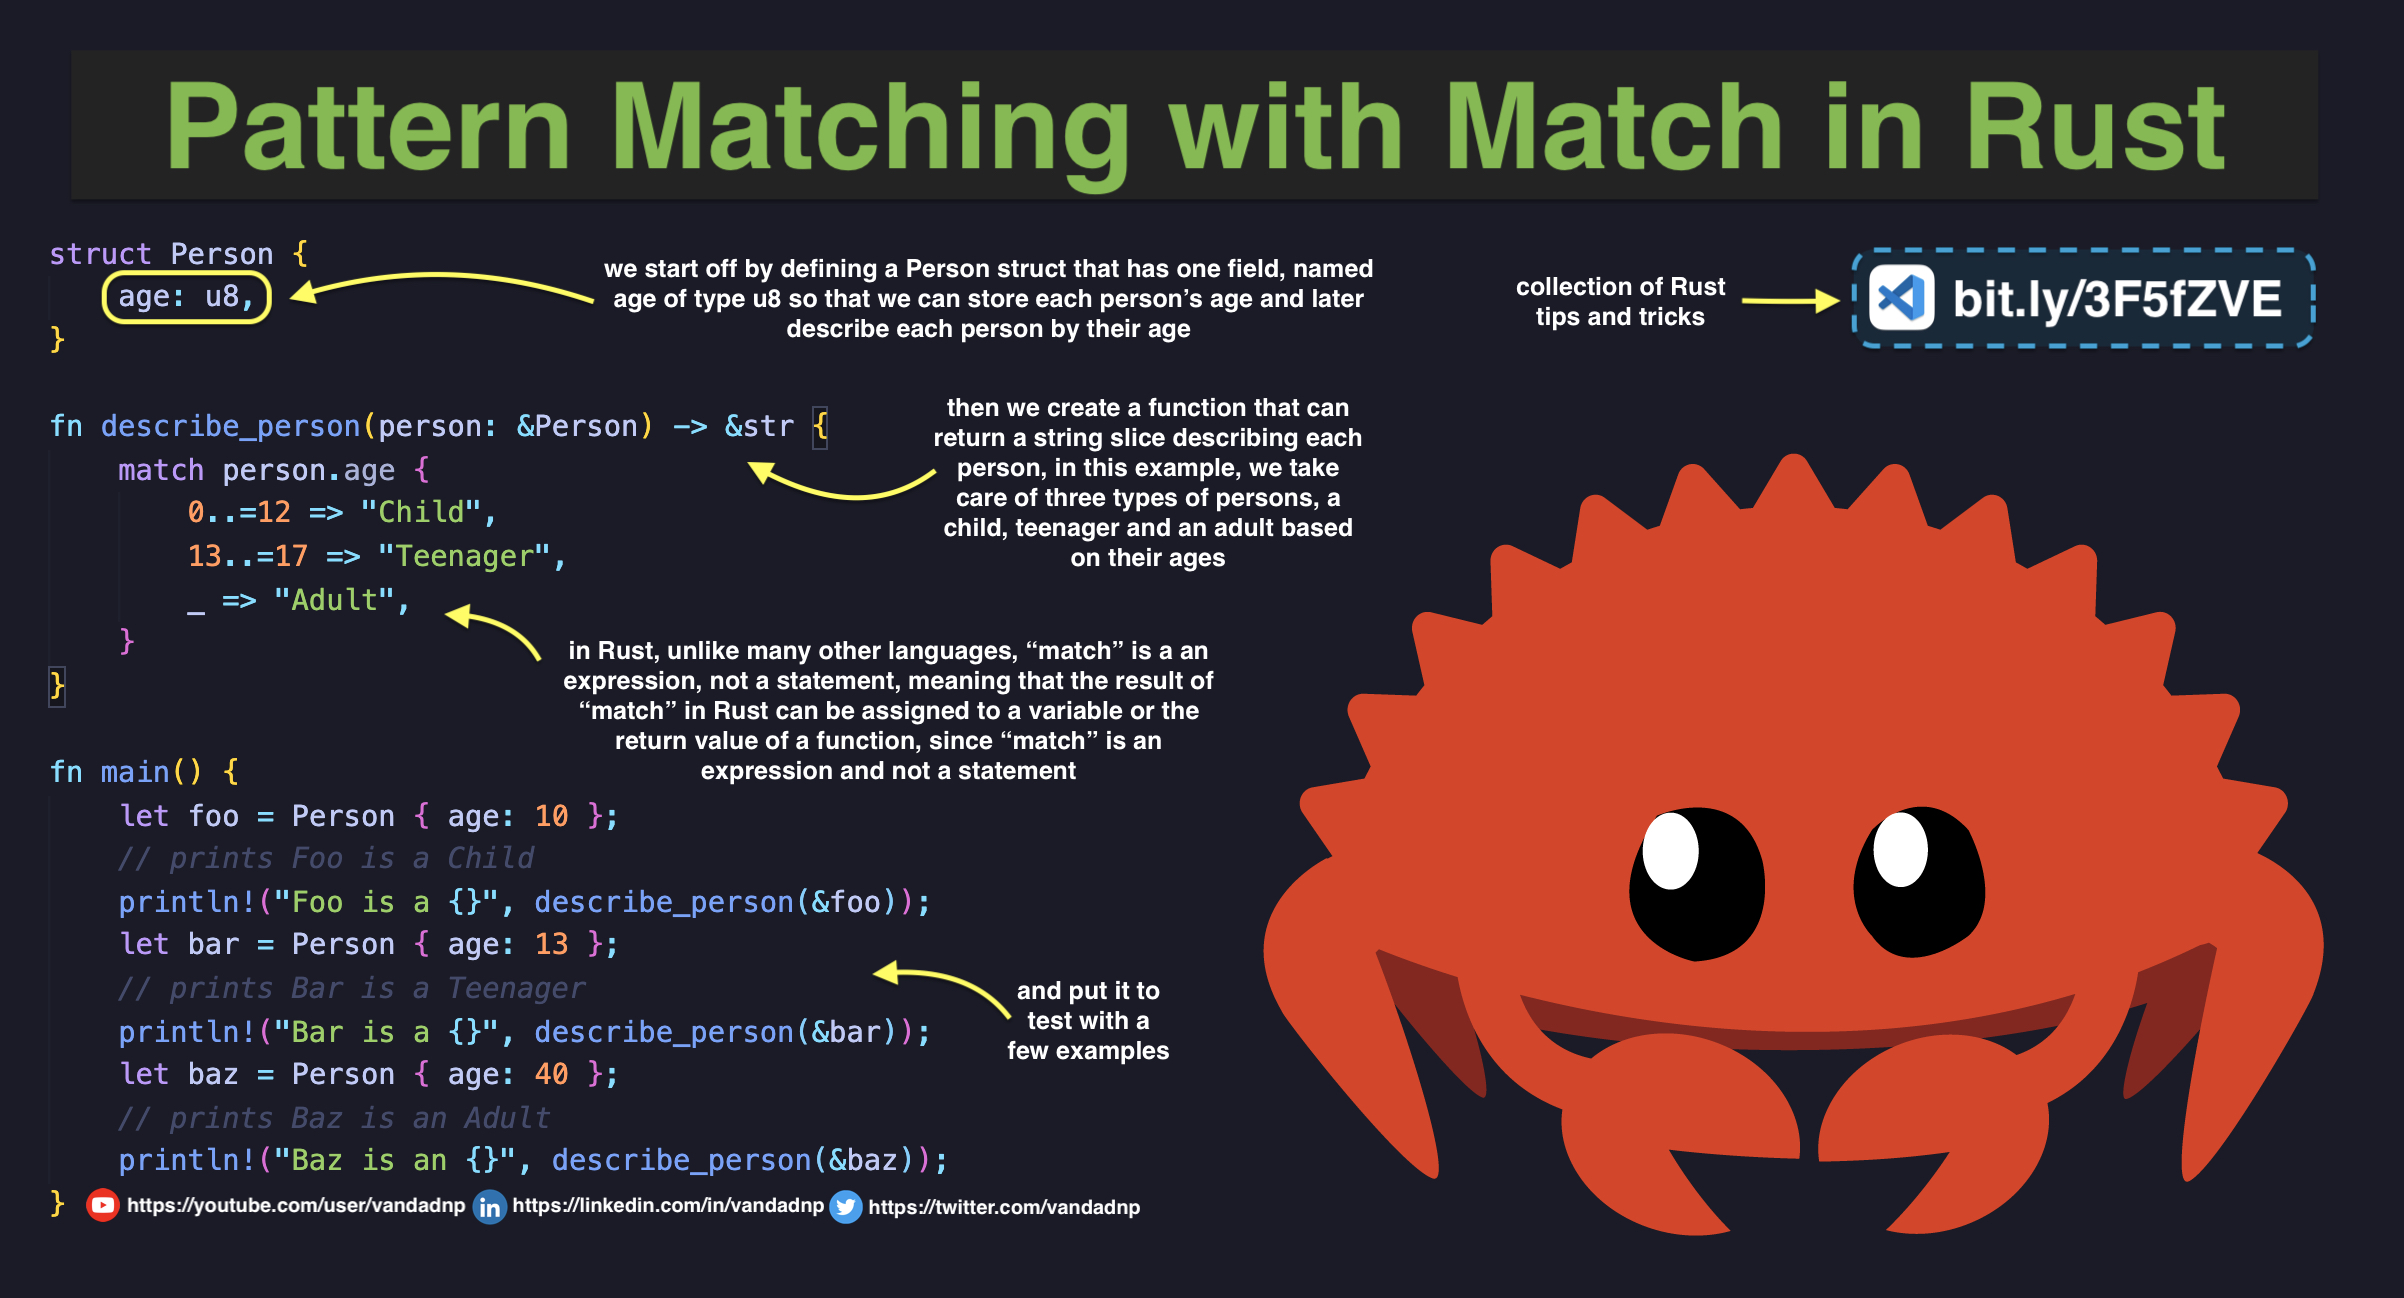 Pattern Matching with Match in Rust
struct Person {
    age: u8,
}
we start off by defining a Person struct that has one field, named
age of type u8 so that we can store each person’s age and later
describe each person by their age
collection of Rust
tips and tricks
bit.ly/3F5fZVE
fn describe_person(person: &Person) -> &str {
    match person.age {
        0..=12 => "Child",
        13..=17 => "Teenager",
        _ => "Adult",
    }
}
then we create a function that can
return a string slice describing each
person, in this example, we take
care of three types of persons, a
child, teenager and an adult based
on their ages
in Rust, unlike many other languages, “match” is a an
expression, not a statement, meaning that the result of
“match” in Rust can be assigned to a variable or the
return value of a function, since “match” is an
expression and not a statement
fn main() {
    let foo = Person { age: 10 };
    // prints Foo is a Child
    println!("Foo is a {}", describe_person(&foo));
    let bar = Person { age: 13 };
    // prints Bar is a Teenager
    println!("Bar is a {}", describe_person(&bar));
    let baz = Person { age: 40 };
    // prints Baz is an Adult
    println!("Baz is an {}", describe_person(&baz));
}
and put it to
test with a
few examples
https://youtube.com/user/vandadnp
https://linkedin.com/in/vandadnp
https://twitter.com/vandadnp